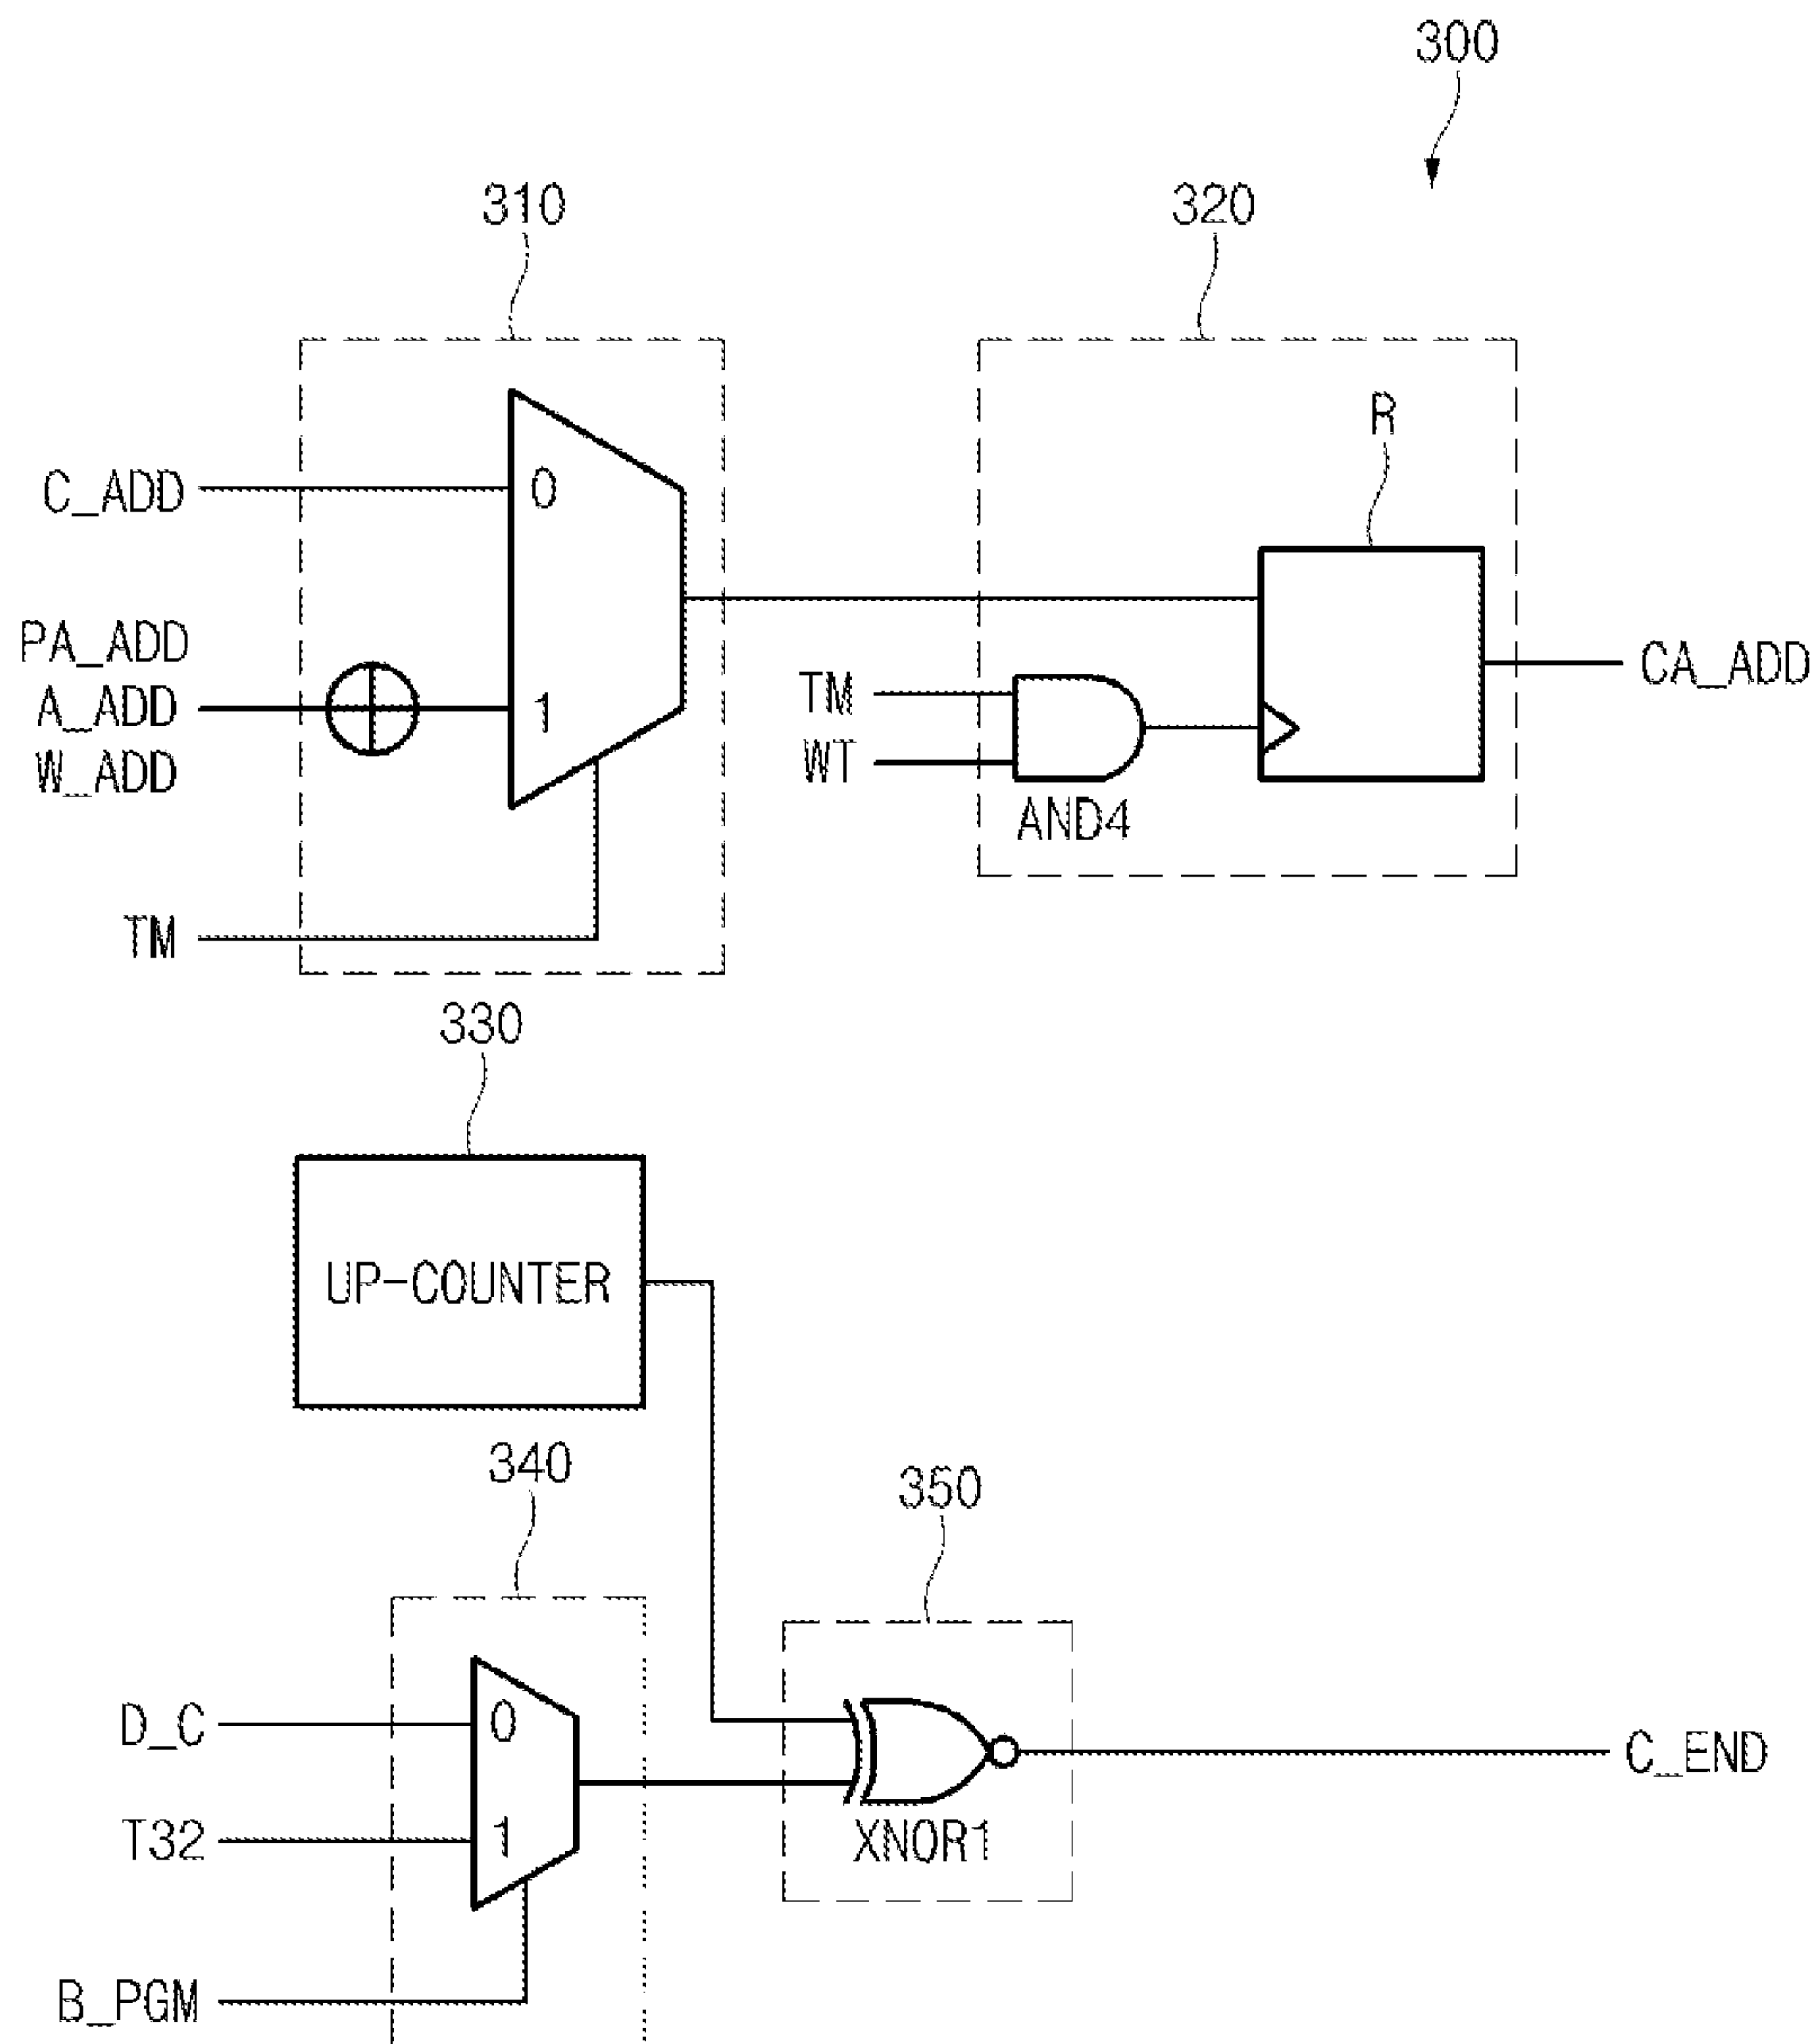 300
310
320
R
C_ADD
0
PA_ADD
A_ADD
W_ADD
1
TM
TM
WT
AND4
CA_ADD
330
UP-COUNTER
340
350
D_C
0
T32
1
B_PGM
XNOR1
C_END